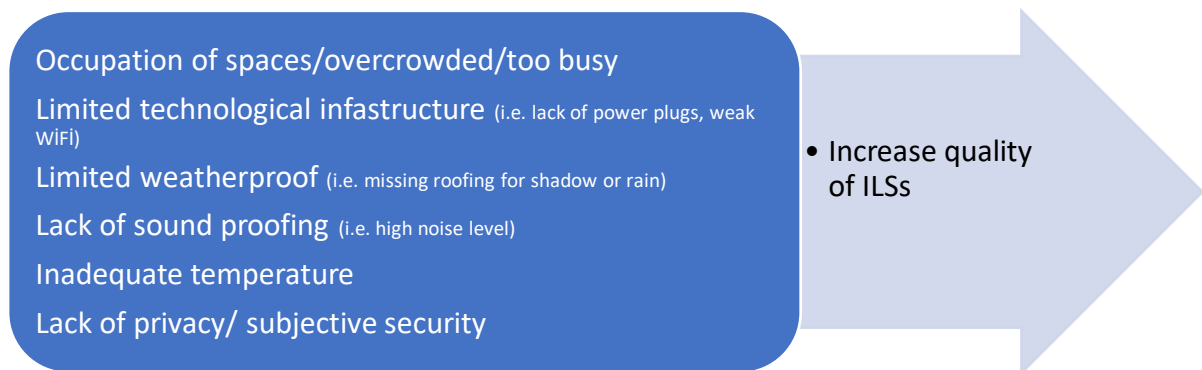 Occupation of spaces/overcrowded/too busy
Limited technological infastructure (i.e. lack of power plugs, weak
WİFİ)
Limited weatherproof (i.e. missing roofing for shadow or rain)
Lack of sound proofing (i.e. high noise level)
Inadequate temperature
Lack of privacy/ subjective security
• Increase quality
of ILSs